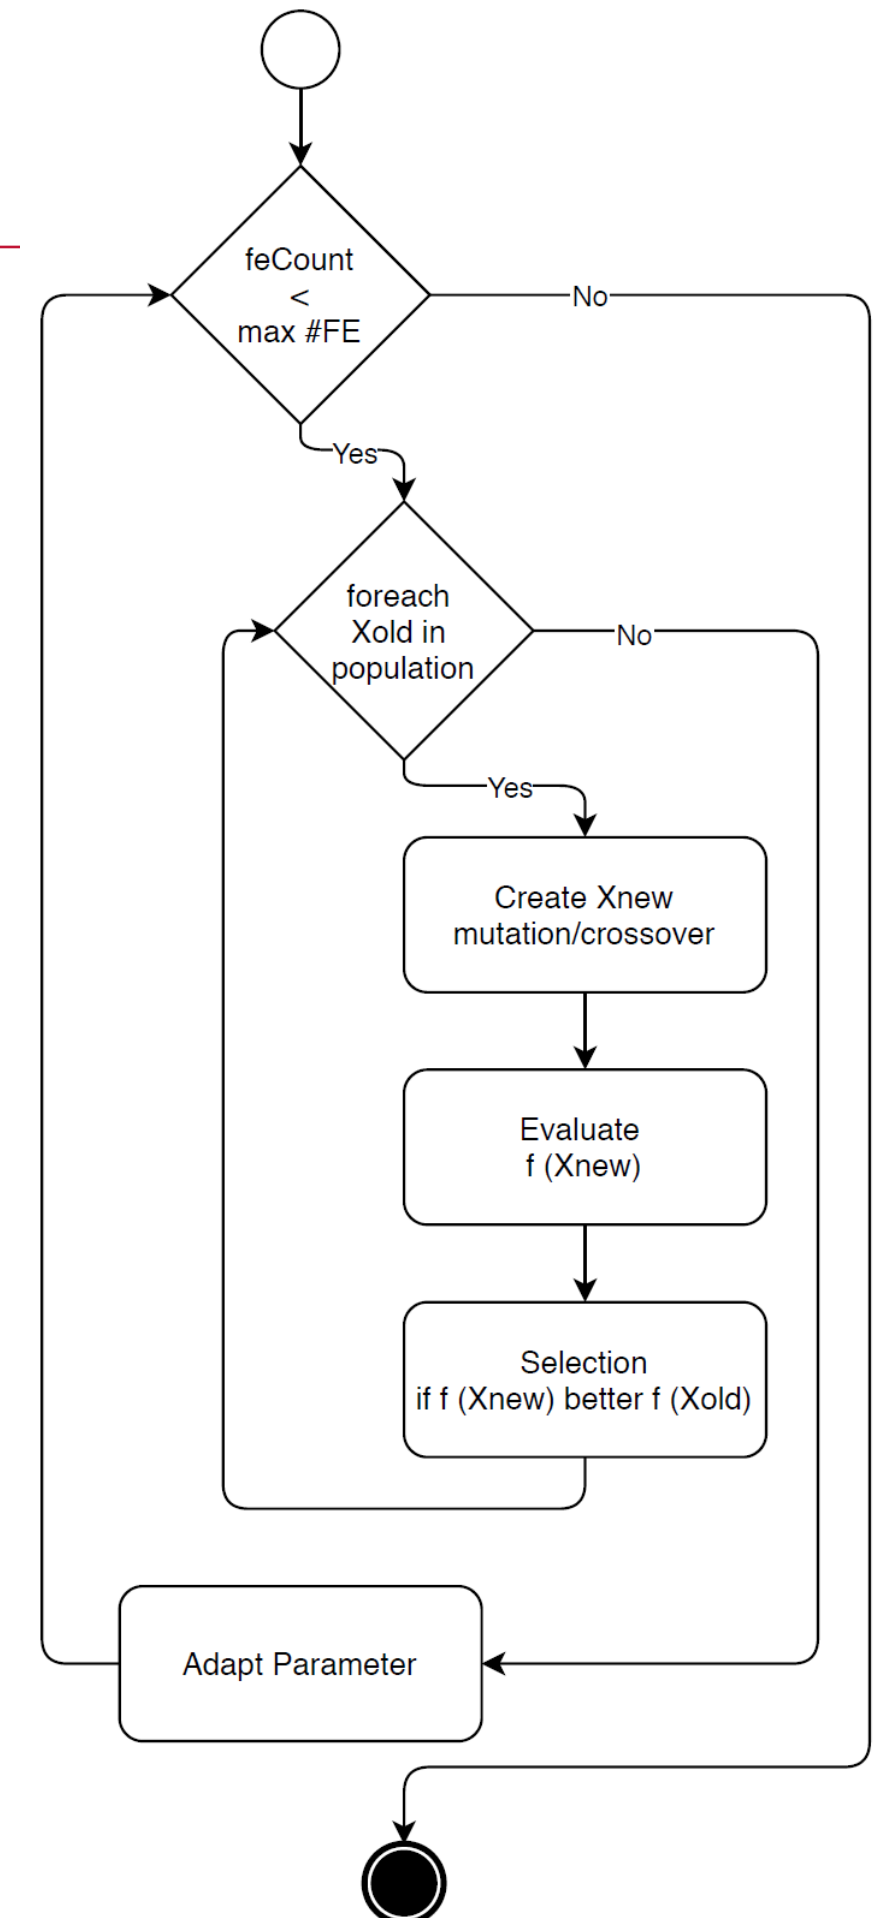 feCount
<
max #FE
No
Yes
foreach
Xold in
population
No
Yes
Create Xnew
mutation/crossover
Evaluate
f (Xnew)
Selection
if f (Xnew) better f (Xold)
Adapt Parameter